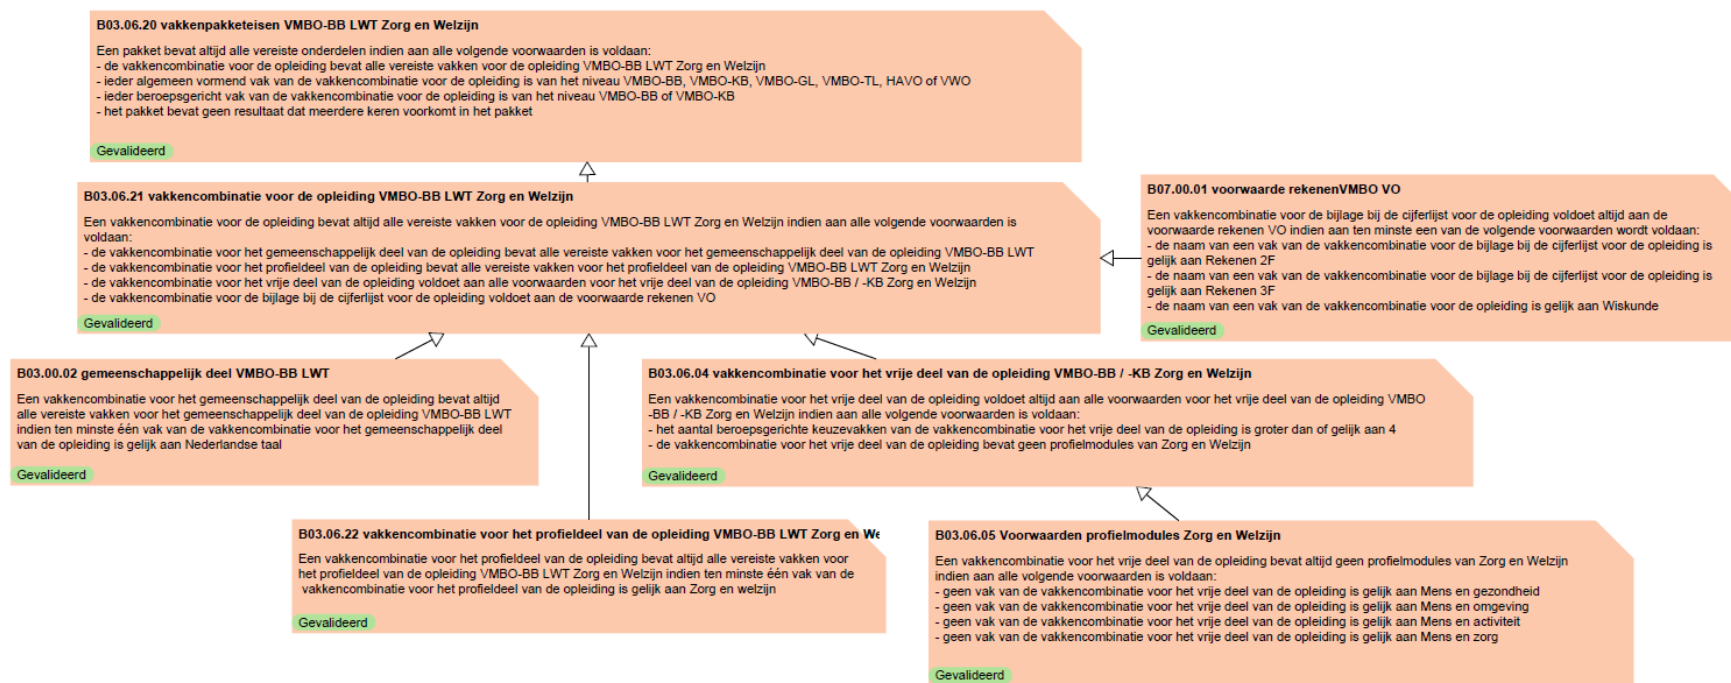 B03.06.20 vakkenpakketeisen VMBO-BB LWT Zorg en Welzijn
Een pakket bevat altijd alle vereiste onderdelen indien aan alle volgende voorwaarden is voldaan:
- de vakkencombinatie voor de opleiding bevat alle vereiste vakken voor de opleiding VMBO-BB LWT Zorg en Welzijn
- ieder algemeen vormend vak van de vakkencombinatie voor de opleiding is van het niveau VMBO-BB, VMBO-KB, VMBO-GL, VMBO-TL, HAVO of VWO
- ieder beroepsgericht vak van de vakkencombinatie voor de opleiding is van het niveau VMBO-BB of VMBO-KB
- het pakket bevat geen resultaat dat meerdere keren voorkomt in het pakket
Gevalideerd
B03.06.21 vakkencombinatie voor de opleiding VMBO-BB LWT Zorg en Welzijn
Een vakkencombinatie voor de opleiding bevat altijd alle vereiste vakken voor de opleiding VMBO-BB LWT Zorg en Welzijn indien aan alle volgende voorwaarden is
voldaan:
- de vakkencombinatie voor het gemeenschappelijk deel van de opleiding bevat alle vereiste vakken voor het gemeenschappelijk deel van de opleiding VMBO-BB LWT
- de vakkencombinatie voor het profieldeel van de opleiding bevat alle vereiste vakken voor het profieldeel van de opleiding VMBO-BB LWT Zorg en Welzijn
- de vakkencombinatie voor het vrije deel van de opleiding voldoet aan alle voorwaarden voor het vrije deel van de opleiding VMBO-BB / -KB Zorg en Welzijn
- de vakkencombinatie voor de bijlage bij de cijferlijst voor de opleiding voldoet aan de voorwaarde rekenen VO
Gevalideerd
B07.00.01 voorwaarde rekenenVMBO VO
Een vakkencombinatie voor de bijlage bij de cijferlijst voor de opleiding voldoet altijd aan de
voorwaarde rekenen VO indien aan ten minste een van de volgende voorwaarden wordt voldaan:
- de naam van een vak van de vakkencombinatie voor de bijlage bij de cijferlijst voor de opleiding is
gelijk aan Rekenen 2F
- de naam van een vak van de vakkencombinatie voor de bijlage bij de cijferlijst voor de opleiding is
gelijk aan Rekenen 3F
- de naam van een vak van de vakkencombinatie voor de opleiding is gelijk aan Wiskunde
Gevalideerd
B03.00.02 gemeenschappelijk deel VMBO-BB LWT
Een vakkencombinatie voor het gemeenschappelijk deel van de opleiding bevat altijd
alle vereiste vakken voor het gemeenschappelijk deel van de opleiding VMBO-BB LWT
indien ten minste één vak van de vakkencombinatie voor het gemeenschappelijk deel
van de opleiding is gelijk aan Nederlandse taal
Gevalideerd
B03.06.04 vakkencombinatie voor het vrije deel van de opleiding VMBO-BB / -KB Zorg en Welzijn
Een vakkencombinatie voor het vrije deel van de opleiding voldoet altijd aan alle voorwaarden voor het vrije deel van de opleiding VMBO
-BB / -KB Zorg en Welzijn indien aan alle volgende voorwaarden is voldaan:
- het aantal beroepsgerichte keuzevakken van de vakkencombinatie voor het vrije deel van de opleiding is groter dan of gelijk aan 4
- de vakkencombinatie voor het vrije deel van de opleiding bevat geen profielmodules van Zorg en Welzijn
Gevalideerd
B03.06.22 vakkencombinatie voor het profieldeel van de opleiding VMBO-BB LWT Zorg en We
Een vakkencombinatie voor het profieldeel van de opleiding bevat altijd alle vereiste vakken voor
het profieldeel van de opleiding VMBO-BB LWT Zorg en Welzijn indien ten minste één vak van de
vakkencombinatie voor het profieldeel van de opleiding is gelijk aan Zorg en welzijn
Gevalideerd
B03.06.05 Voorwaarden profielmodules Zorg en Welzijn
Een vakkencombinatie voor het vrije deel van de opleiding bevat altijd geen profielmodules van Zorg en Welzijn
indien aan alle volgende voorwaarden is voldaan:
- geen vak van de vakkencombinatie voor het vrije deel van de opleiding is gelijk aan Mens en gezondheid
- geen vak van de vakkencombinatie voor het vrije deel van de opleiding is gelijk aan Mens en omgeving
- geen vak van de vakkencombinatie voor het vrije deel van de opleiding is gelijk aan Mens en activiteit
- geen vak van de vakkencombinatie voor het vrije deel van de opleiding is gelijk aan Mens en zorg
Gevalideerd